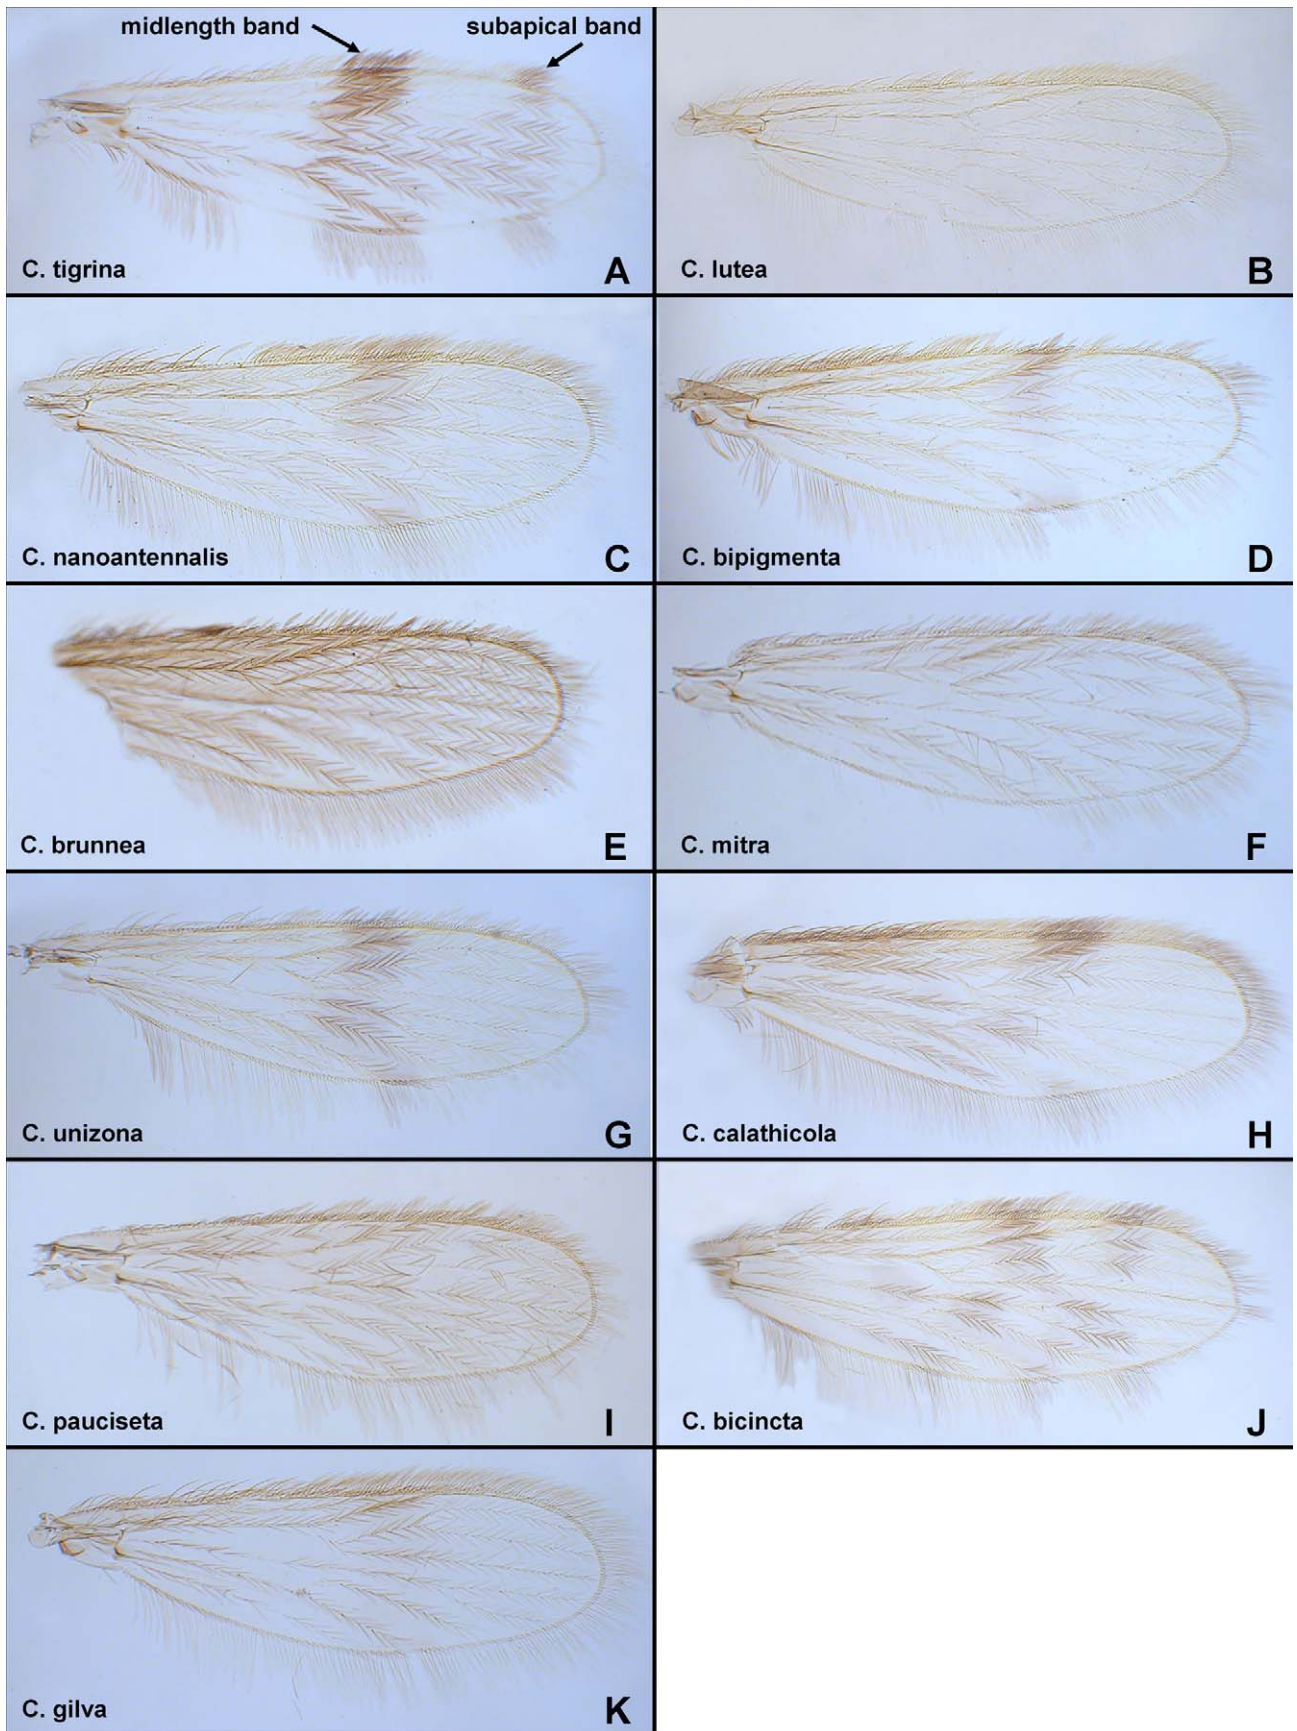 midlength band
subapical band
C. tigrina
A
C. lutea
B
C. nanoantennalis
C
C. bipigmenta
D
C. brunnea
E
C. mitra
F
C. unizona
G
C. calathicola
H
C. pauciseta
I
C. bicincta
J
C. gilva
K